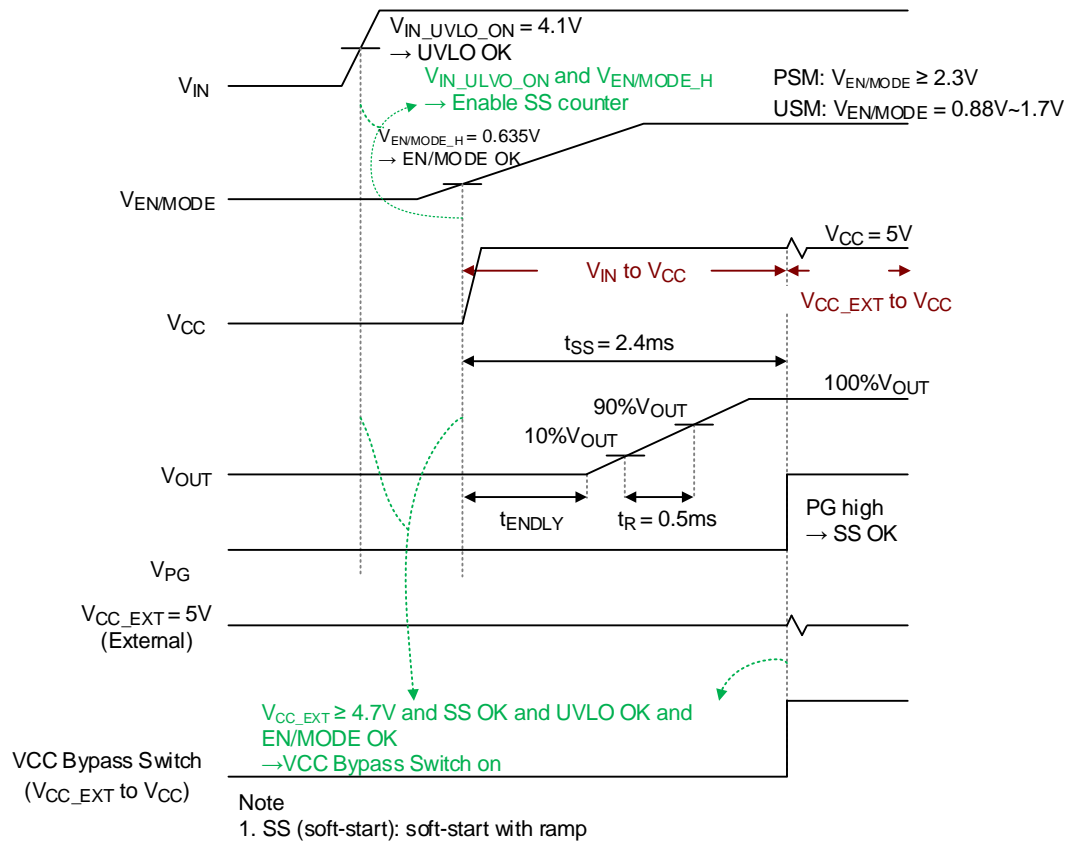 V_IN_UVLO_ON = 4.1V
→ UVLO OK
V_IN
V_IN_ULVO_ON and V_EN/MODE_H
→ Enable SS counter
PSM: V_EN/MODE ≥ 2.3V
USM: V_EN/MODE = 0.88V~1.7V
V_EN/MODE_H = 0.635V
→ EN/MODE OK
V_EN/MODE
V_CC = 5V
V_IN to V_CC
V_CC_EXT to V_CC
V_CC
t_SS = 2.4ms
100%V_OUT
90%V_OUT
10%V_OUT
V_OUT
t_ENDLY
t_R = 0.5ms
PG high
→ SS OK
V_PG
V_CC_EXT = 5V
(External)
V_CC_EXT ≥ 4.7V and SS OK and UVLO OK and
EN/MODE OK
→VCC Bypass Switch on
VCC Bypass Switch
(V_CC_EXT to V_CC)
Note
1. SS (soft-start): soft-start with ramp